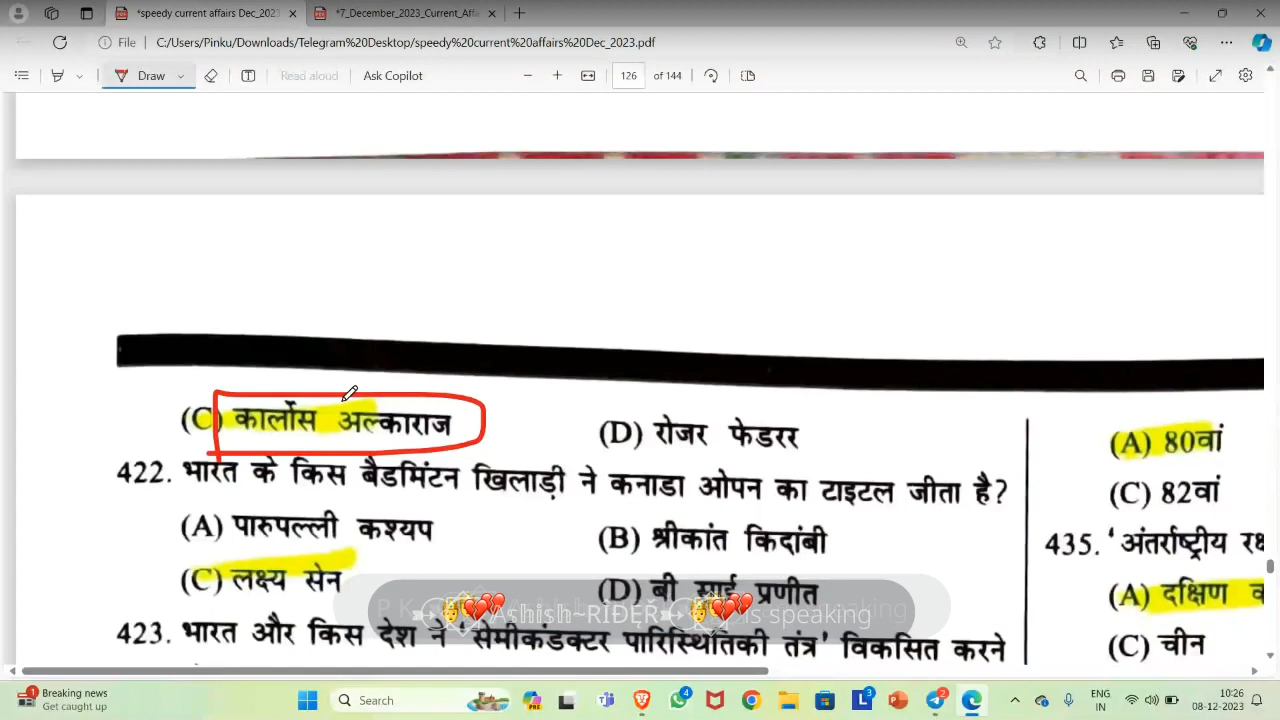 *speedy current affairs Dec_2023
*7_December_2023_Current_Affa
File C:/Users/Pinku/Downloads/Telegram%20Desktop/speedy%20current%20affairs%20Dec_2023.pdf
Draw Read aloud Ask Copilot 126 of 144
(C) कार्लोस अल्काराज
(D) रोजर फेडरर
422. भारत के किस बैडमिंटन खिलाड़ी ने कनाडा ओपन का टाइटल जीता है?
(A) पारुपल्ली कश्यप
(B) श्रीकांत किदांबी
(C) लक्ष्य सेन
(D) बी साई प्रणीत
423. भारत और किस देश ने 'सेमीकंडक्टर पारिस्थितिकी तंत्र' विकसित करने
(A) 80वां
(C) 82वां
435. 'अंतर्राष्ट्रीय रक्ष
(A) दक्षिण क
(C) चीन
Ashish~RIDER is speaking
Breaking news
Get caught up
Search
ENG
IN
10:26
08-12-2023